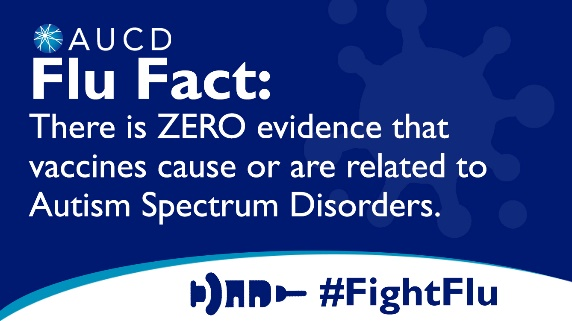 AUCD
Flu Fact:
There is ZERO evidence that
vaccines cause or are related to
Autism Spectrum Disorders.
#FightFlu